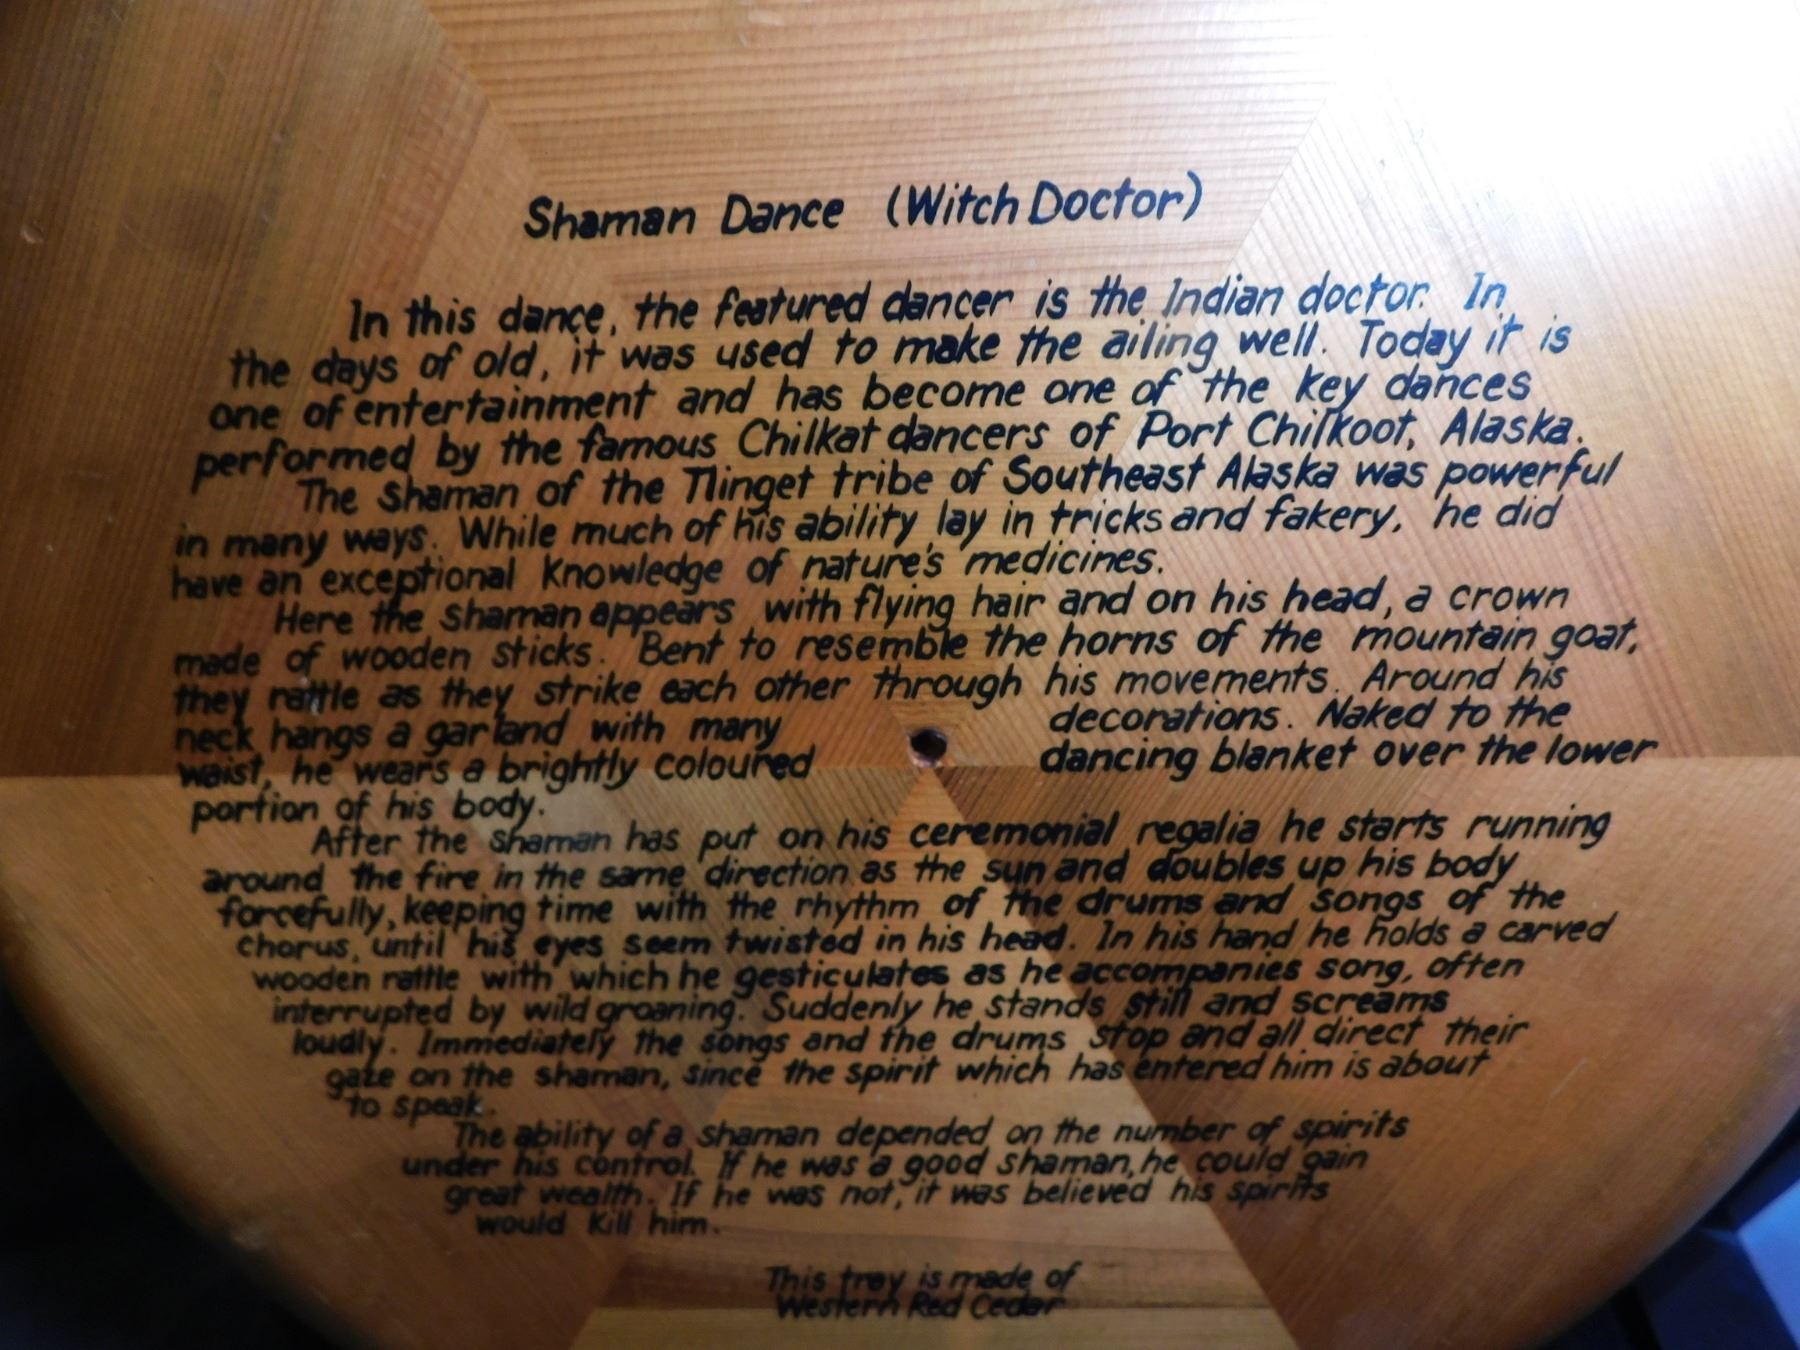 Shaman Dance (Witch Doctor)
In this dance, the featured dancer is the Indian doctor. In
the days of old, it was used to make the ailing well. Today it is
one of entertainment and has become one of the key dances
performed by the famous Chilkat dancers of Port Chilkoot, Alaska.
The shaman of the Tlinget tribe of Southeast Alaska was powerful
in many ways. While much of his ability lay in tricks and fakery, he did
have an exceptional knowledge of nature's medicines.
Here the shaman appears with flying hair and on his head, a crown
made of wooden sticks. Bent to resemble the horns of the mountain goat,
they rattle as they strike each other through his movements. Around his
neck hangs a garland with many decorations. Naked to the
waist, he wears a brightly coloured dancing blanket over the lower
portion of his body.
After the shaman has put on his ceremonial regalia he starts running
around the fire in the same direction as the sun and doubles up his body
forcefully, keeping time with the rhythm of the drums and songs of the
chorus, until his eyes seem twisted in his head. In his hand he holds a carved
wooden rattle with which he gesticulates as he accompanies song, often
interrupted by wild groaning. Suddenly he stands still and screams
loudly. Immediately the songs and the drums stop and all direct their
gaze on the shaman, since the spirit which has entered him is about
to speak.
The ability of a shaman depended on the number of spirits
under his control. If he was a good shaman, he could gain
great wealth. If he was not, it was believed his spirits
would kill him.
This tray is made of
Western Red Cedar